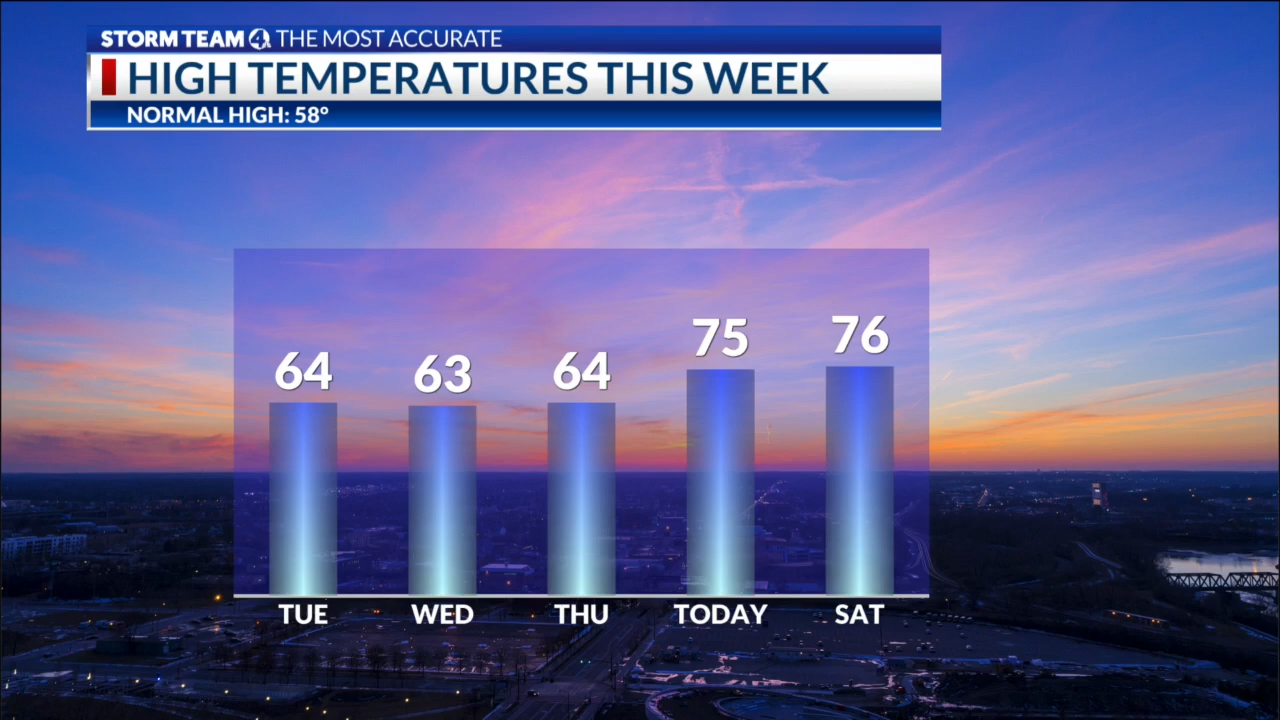 STORM TEAM 4 THE MOST ACCURATE
HIGH TEMPERATURES THIS WEEK
NORMAL HIGH: 58°
64 63 64 75 76
TUE WED THU TODAY SAT